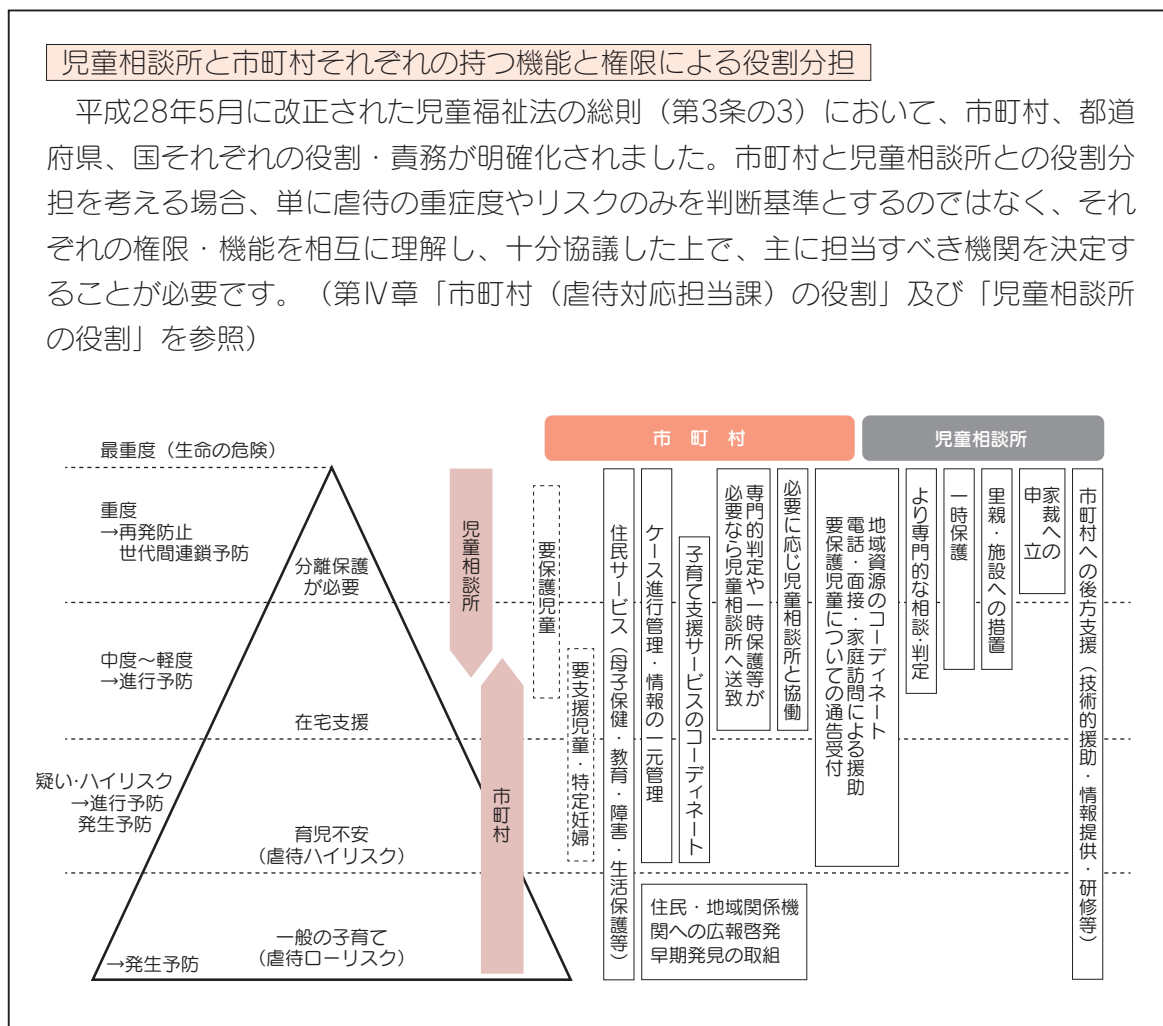 児童相談所と市町村それぞれの持つ機能と権限による役割分担
平成28年5月に改正された児童福祉法の総則(第3条の3)において、市町村、都道
府県、国それぞれの役割・責務が明確化されました。市町村と児童相談所との役割分
担を考える場合、単に虐待の重症度やリスクのみを判断基準とするのではなく、それ
ぞれの権限・機能を相互に理解し、十分協議した上で、主に担当すべき機関を決定す
ることが必要です。(第Ⅳ章「市町村(虐待対応担当課)の役割」及び「児童相談所
の役割」を参照)
最重度(生命の危険)
重度
→再発防止
世代間連鎖予防
中度〜軽度
→進行予防
疑い・ハイリスク
→進行予防
発生予防
→発生予防
分離保護
が必要
在宅支援
育児不安
(虐待ハイリスク)
一般の子育て
(虐待ローリスク)
児童相談所
市町村
市町村
児童相談所
要保護児童
要支援児童・特定妊婦
住民サービス(母子保健・教育・障害・生活保護等)
ケース進行管理・情報の一元管理
子育て支援サービスのコーディネート
専門的判定や一時保護等が
必要なら児童相談所へ送致
必要に応じ児童相談所と協働
地域資源のコーディネート
電話・面接・家庭訪問による援助
要保護児童についての通告受付
より専門的な相談・判定
一時保護
里親・施設への措置
家裁への
申立
市町村への後方支援(技術的援助・情報提供・研修等)
住民・地域関係機
関への広報啓発
早期発見の取組